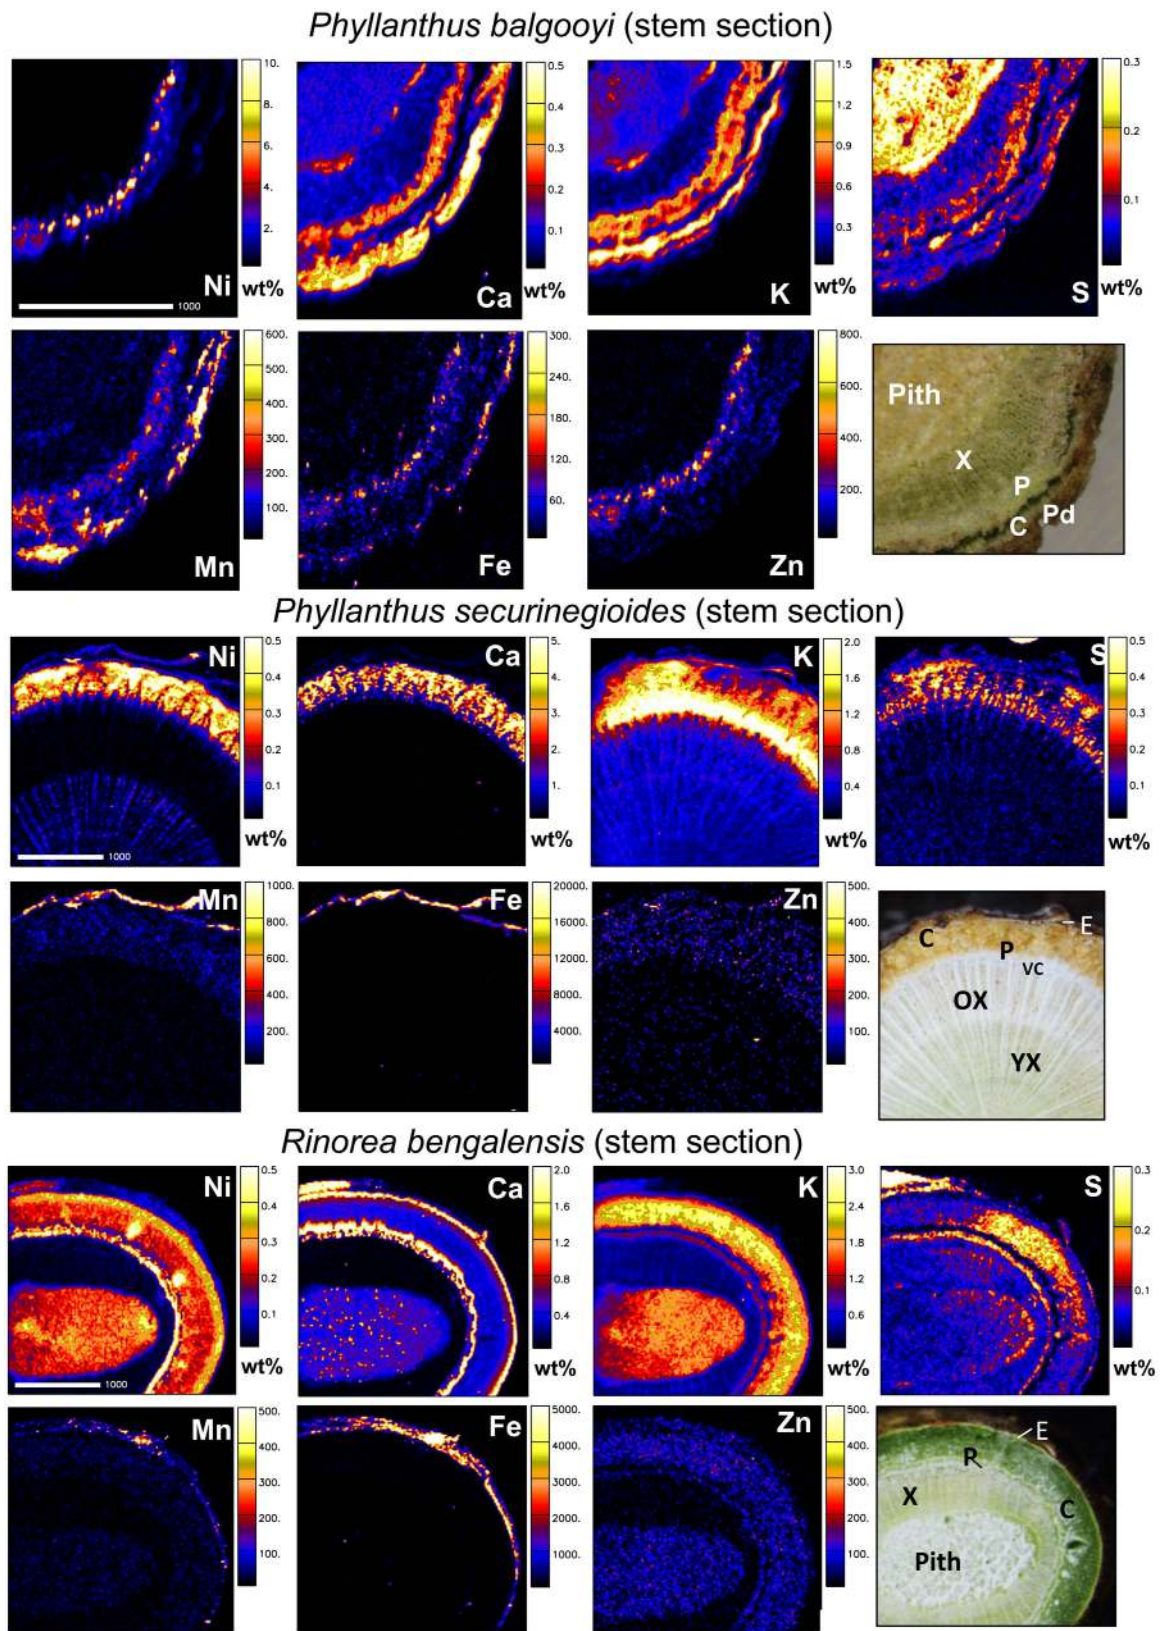 Phyllanthus balgooyi (stem section)
10. 8. 6. 4. 2. Ni wt% 1000
0.5 0.4 0.3 0.2 0.1 Ca wt%
1.5 1.2 0.9 0.6 0.3 K wt%
0.3 0.2 0.1 S wt%
600. 500. 400. 300. 200. 100. Mn
300. 240. 180. 120. 60. Fe
800. 600. 400. 200. Zn
Pith X P C Pd
Phyllanthus securinegioides (stem section)
Ni 0.5 0.4 0.3 0.2 0.1 wt% 1000
Ca 5. 4. 3. 2. 1. wt%
K 2.0 1.6 1.2 0.8 0.4 wt%
S 0.5 0.4 0.3 0.2 0.1 wt%
Mn 1000. 800. 600. 400. 200.
Fe 20000. 16000. 12000. 8000. 4000.
Zn 500. 400. 300. 200. 100.
E C P VC OX YX
Rinorea bengalensis (stem section)
Ni 0.5 0.4 0.3 0.2 0.1 wt% 1000
Ca 2.0 1.6 1.2 0.8 0.4 wt%
K 3.0 2.4 1.8 1.2 0.6 wt%
S 0.3 0.2 0.1 wt%
Mn 500. 400. 300. 200. 100.
Fe 5000. 4000. 3000. 2000. 1000.
Zn 500. 400. 300. 200. 100.
E X C Pith